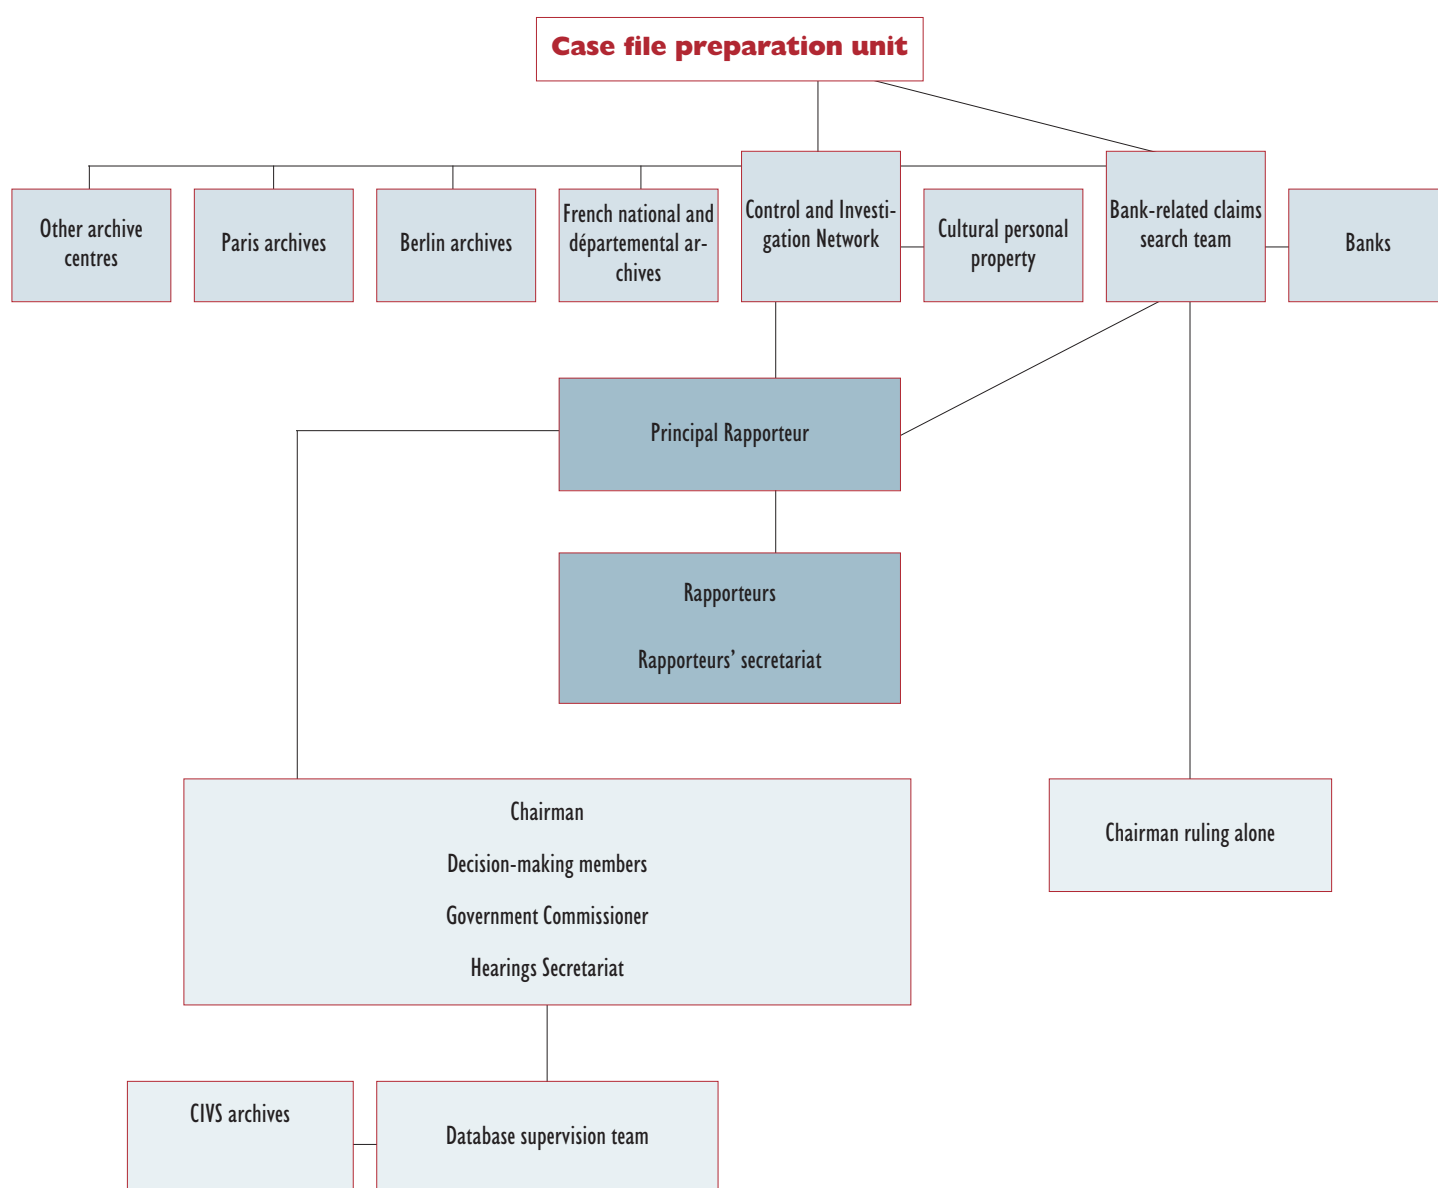 Case file preparation unit
Other archive
centres
Paris archives
Berlin archives
French national and
départemental ar-
chives
Control and Investi-
gation Network
Cultural personal
property
Bank-related claims
search team
Banks
Principal Rapporteur
Rapporteurs
Rapporteurs’ secretariat
Chairman
Decision-making members
Government Commissioner
Hearings Secretariat
Chairman ruling alone
CIVS archives
Database supervision team